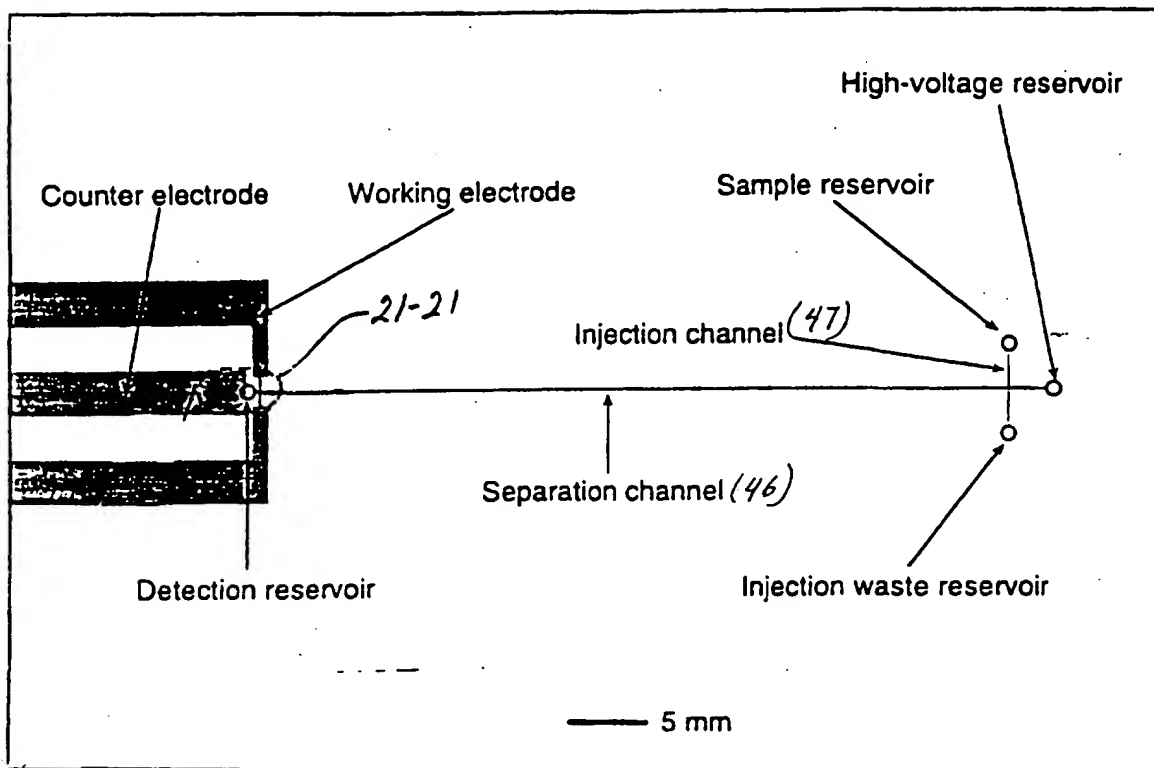 High-voltage reservoir
Counter electrode
Working electrode
Sample reservoir
21-21
Injection channel (47)
Separation channel (46)
Detection reservoir
Injection waste reservoir
5 mm